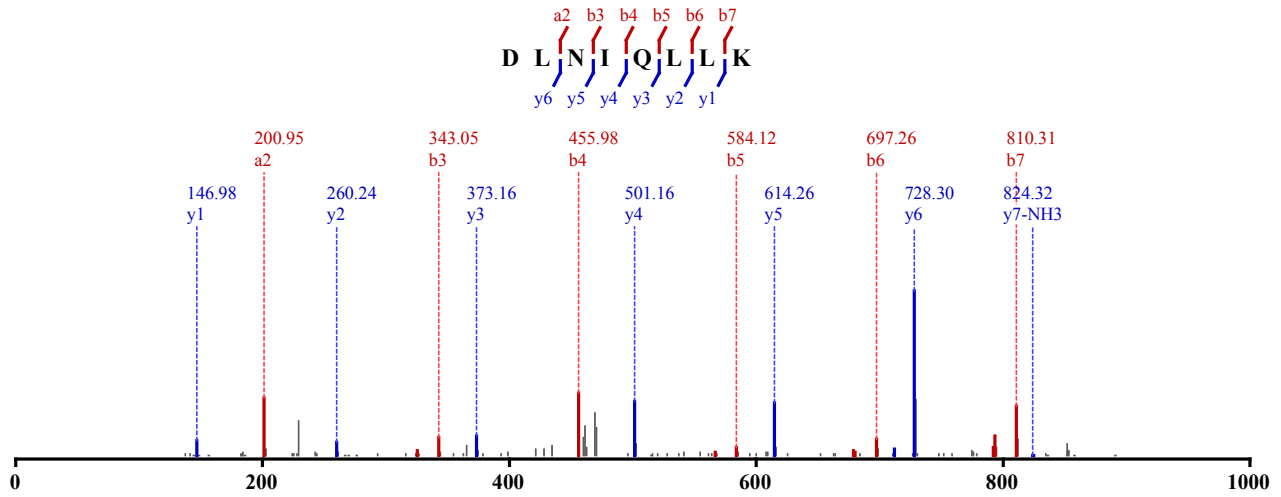 a2 b3 b4 b5 b6 b7
D L N I Q L L K
y6 y5 y4 y3 y2 y1
200.95 343.05 455.98 584.12 697.26 810.31
a2 b3 b4 b5 b6 b7
146.98 260.24 373.16 501.16 614.26 728.30 824.32
y1 y2 y3 y4 y5 y6 y7-NH3
0 200 400 600 800 1000